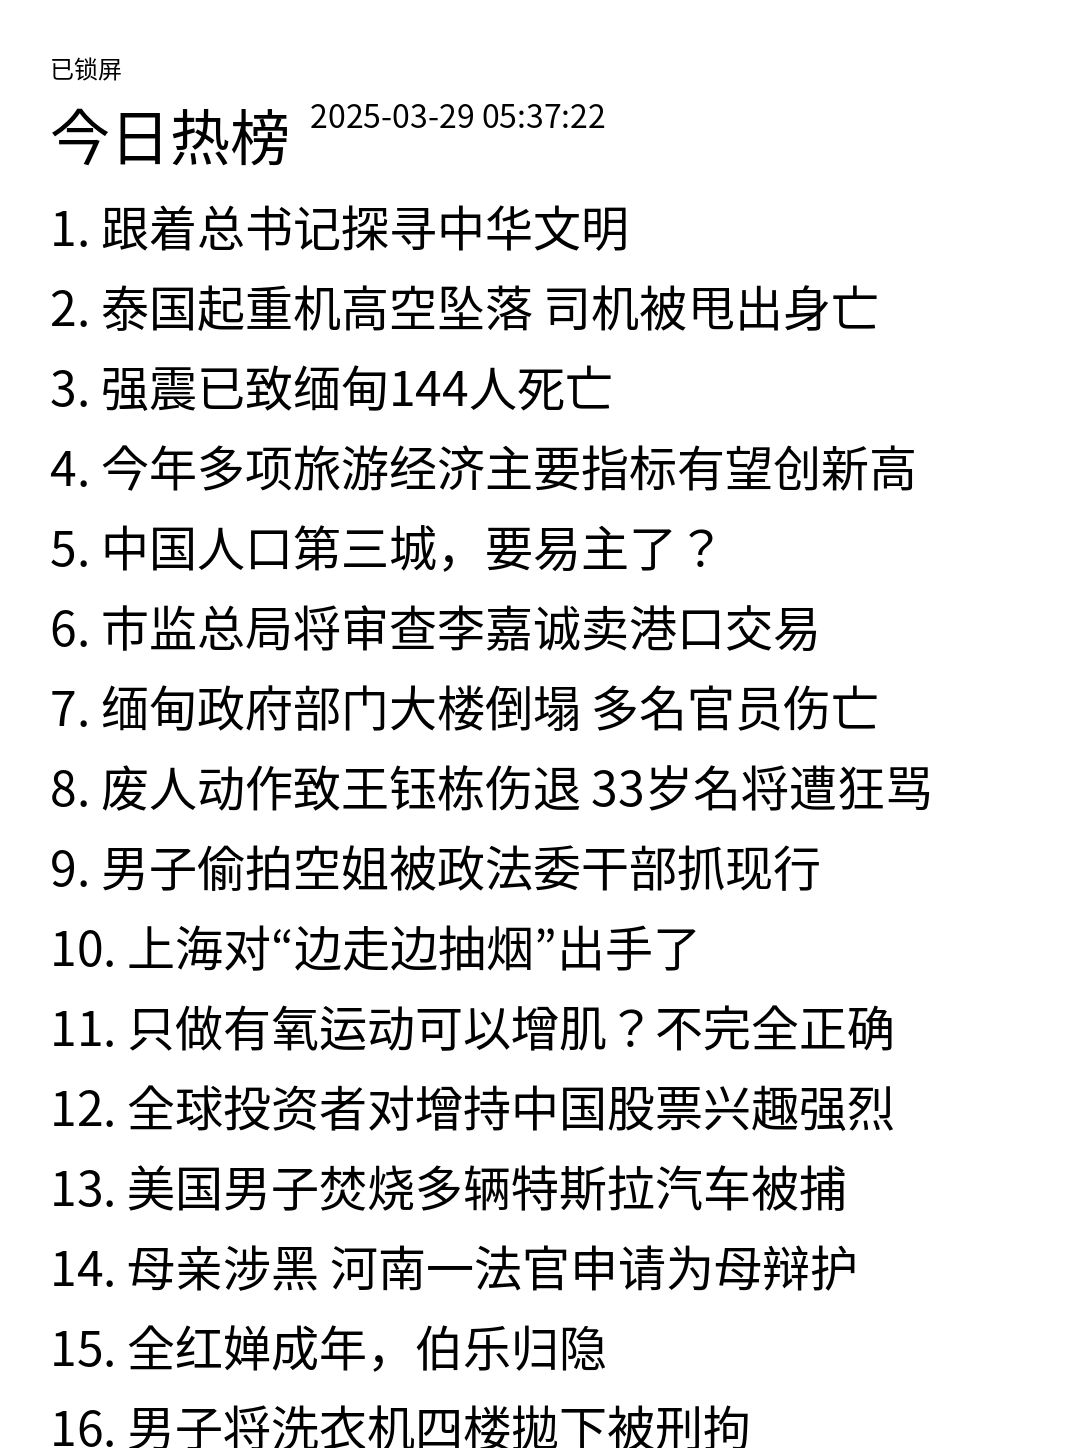 已锁屏
今日热榜 2025-03-29 05:37:22
1. 跟着总书记探寻中华文明
2. 泰国起重机高空坠落 司机被甩出身亡
3. 强震已致缅甸144人死亡
4. 今年多项旅游经济主要指标有望创新高
5. 中国人口第三城，要易主了？
6. 市监总局将审查李嘉诚卖港口交易
7. 缅甸政府部门大楼倒塌 多名官员伤亡
8. 废人动作致王钰栋伤退 33岁名将遭狂骂
9. 男子偷拍空姐被政法委干部抓现行
10. 上海对“边走边抽烟”出手了
11. 只做有氧运动可以增肌？不完全正确
12. 全球投资者对增持中国股票兴趣强烈
13. 美国男子焚烧多辆特斯拉汽车被捕
14. 母亲涉黑 河南一法官申请为母辩护
15. 全红婵成年，伯乐归隐
16. 男子将洗衣机四楼抛下被刑拘